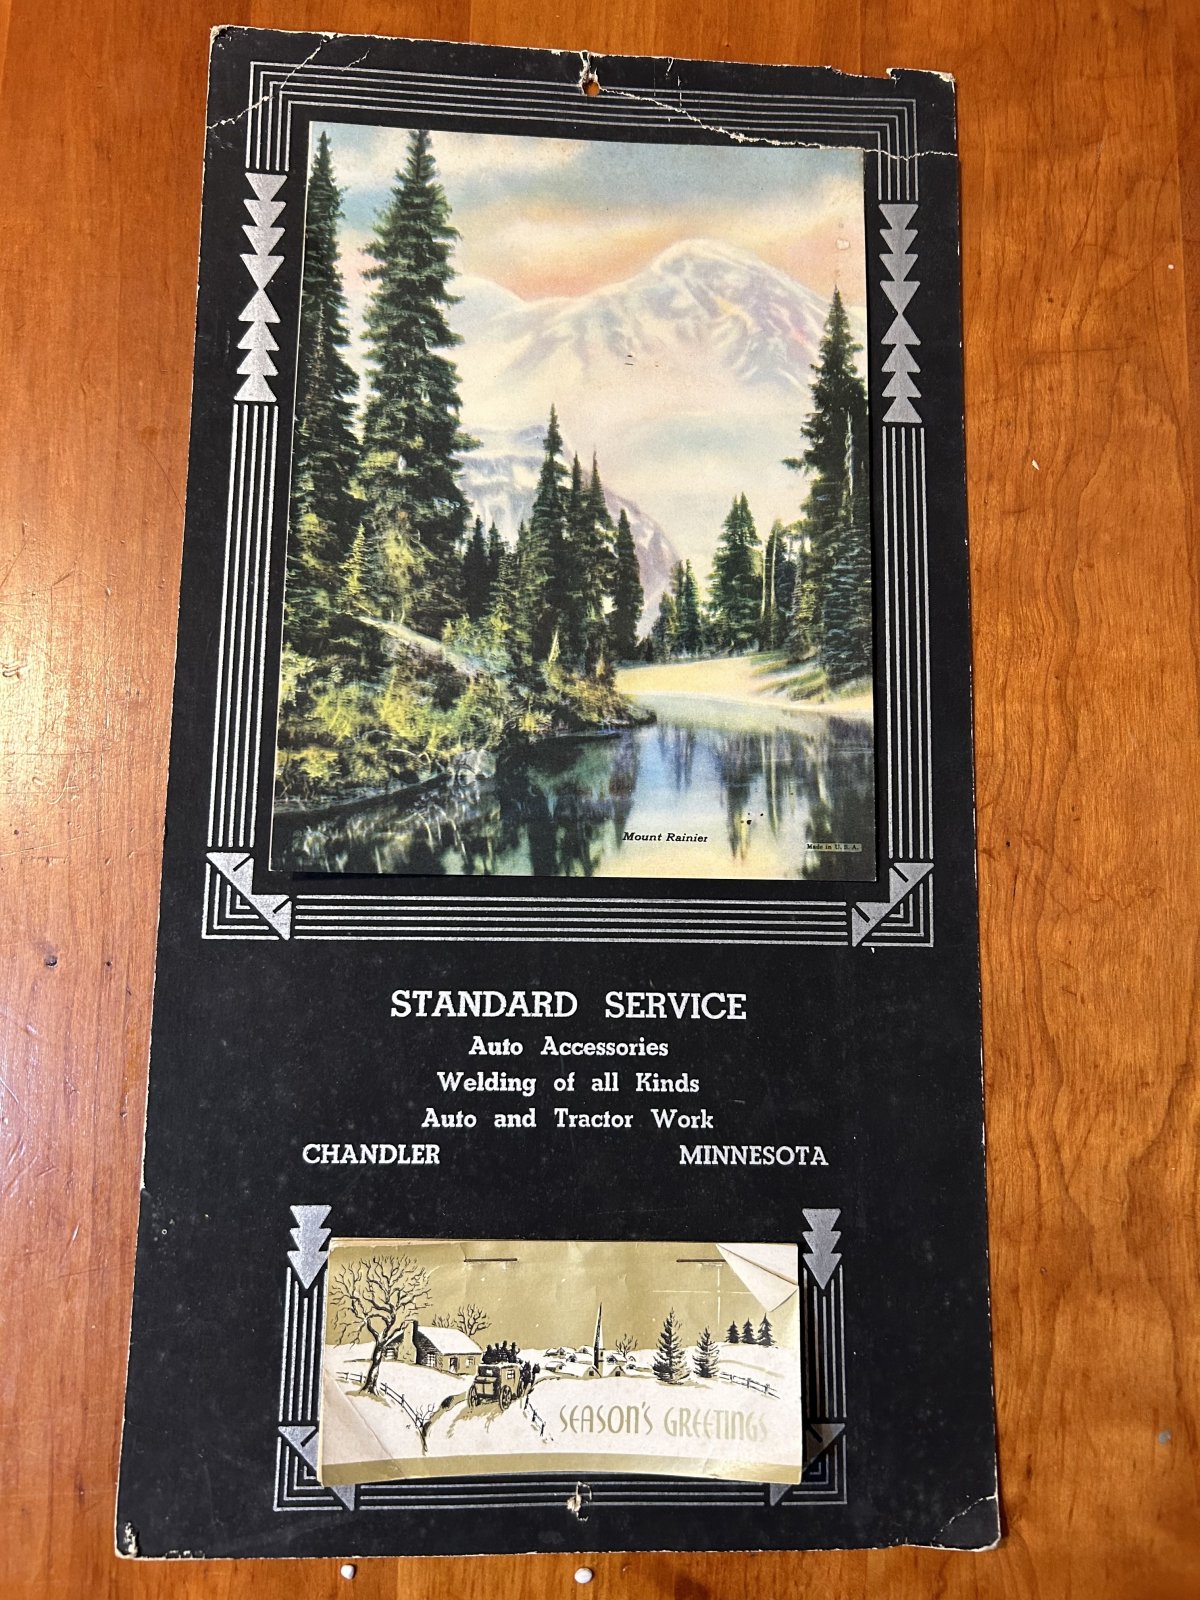 Mount Rainier
Made in U. S. A.
STANDARD SERVICE
Auto Accessories
Welding of all Kinds
Auto and Tractor Work
CHANDLER MINNESOTA
SEASON'S GREETINGS